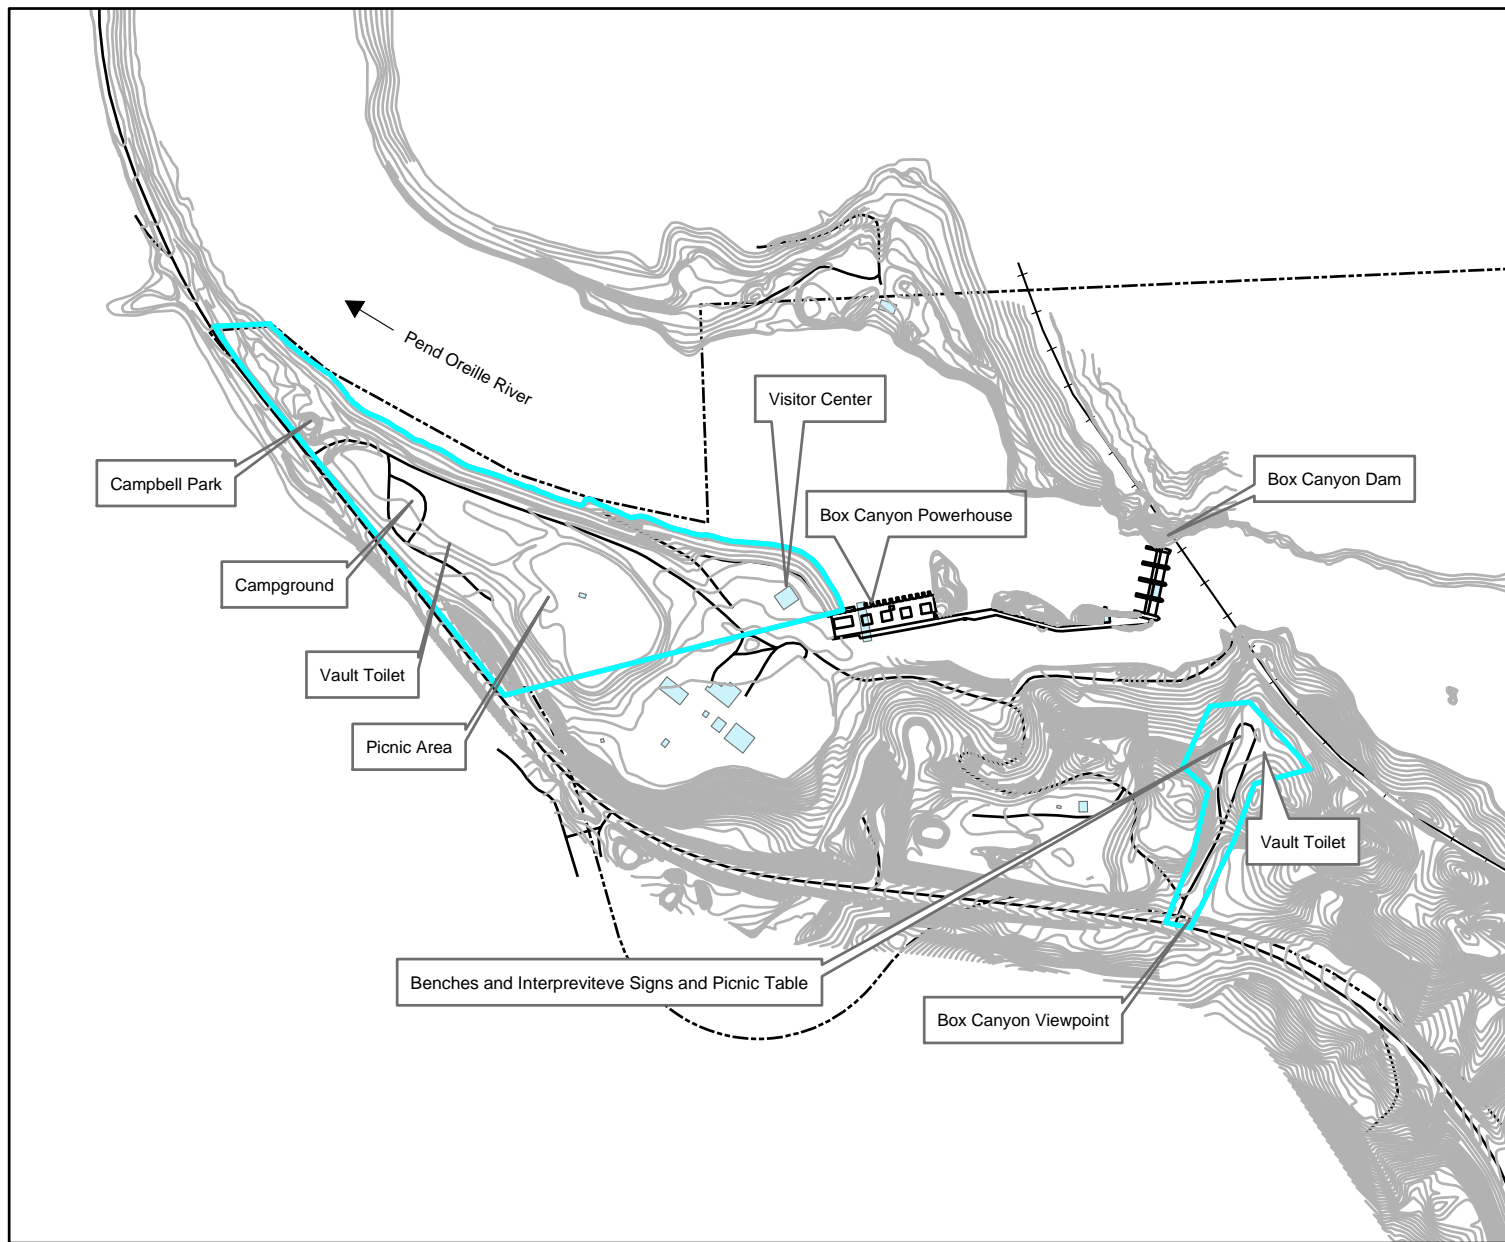 Pend Oreille River
Visitor Center
Campbell Park
Box Canyon Dam
Box Canyon Powerhouse
Campground
Vault Toilet
Picnic Area
Vault Toilet
Benches and Interpreviteve Signs and Picnic Table
Box Canyon Viewpoint